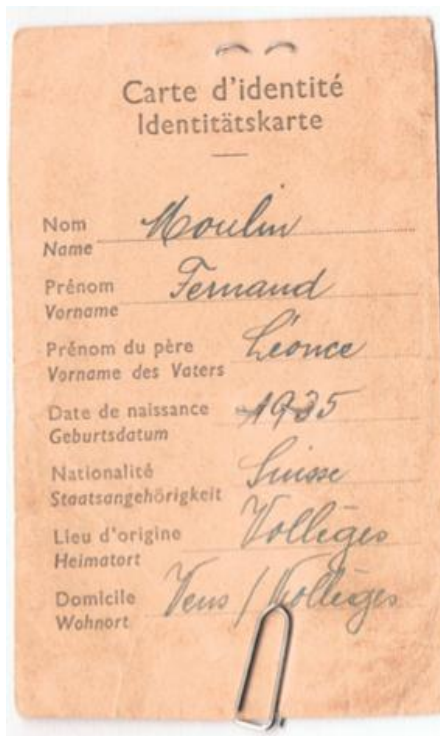 Carte d'identité
Identitätskarte
Nom Moulin
Name
Prénom Fernand
Vorname
Prénom du père Léonce
Vorname des Vaters
Date de naissance 1935
Geburtsdatum
Nationalité Suisse
Staatsangehörigkeit
Lieu d'origine Vollèges
Heimatort
Domicile Vens / Vollèges
Wohnort